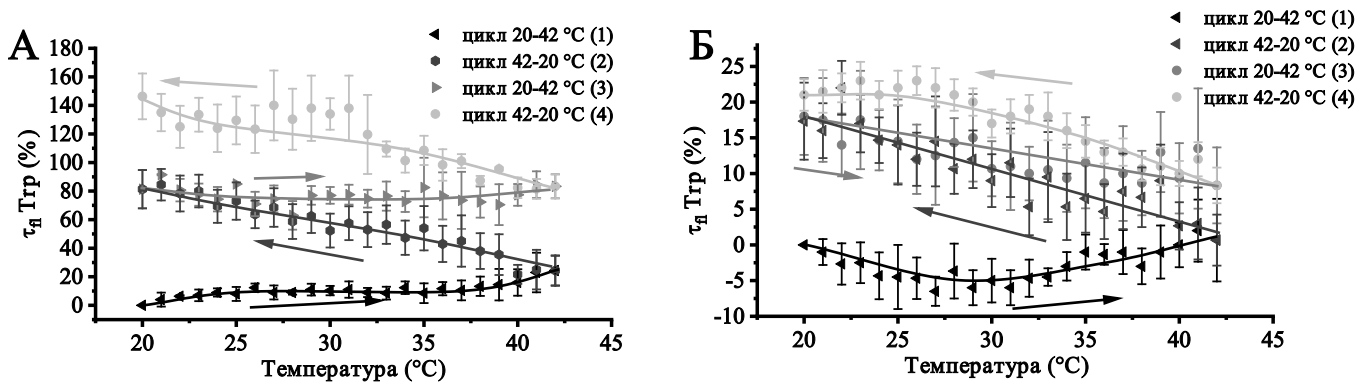 А
τfl Trp (%)
180
160
140
120
100
80
60
40
20
0
20 25 30 35 40 45
Температура (°C)
цикл 20-42 °C (1)
цикл 42-20 °C (2)
цикл 20-42 °C (3)
цикл 42-20 °C (4)
Б
τfl Trp (%)
25
20
15
10
5
0
-5
-10
20 25 30 35 40 45
Температура (°C)
цикл 20-42 °C (1)
цикл 42-20 °C (2)
цикл 20-42 °C (3)
цикл 42-20 °C (4)